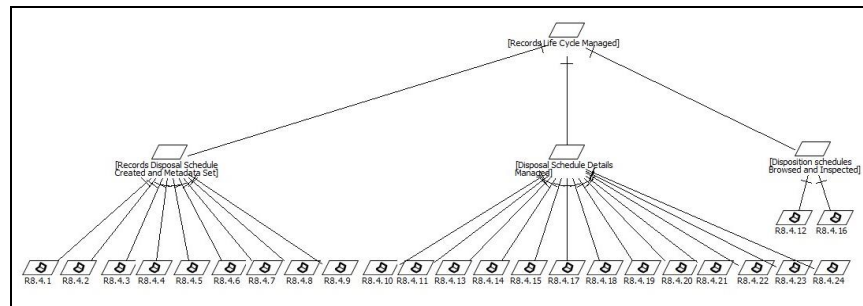 [Records Life Cycle Managed]
[Records Disposal Schedule
Created and Metadata Set]
[Disposal Schedule Details
Managed]
[Disposition schedules
Browsed and Inspected]
R8.4.12
R8.4.16
R8.4.1
R8.4.2
R8.4.3
R8.4.4
R8.4.5
R8.4.6
R8.4.7
R8.4.8
R8.4.9
R8.4.10
R8.4.11
R8.4.13
R8.4.14
R8.4.15
R8.4.17
R8.4.18
R8.4.19
R8.4.20
R8.4.21
R8.4.22
R8.4.23
R8.4.24